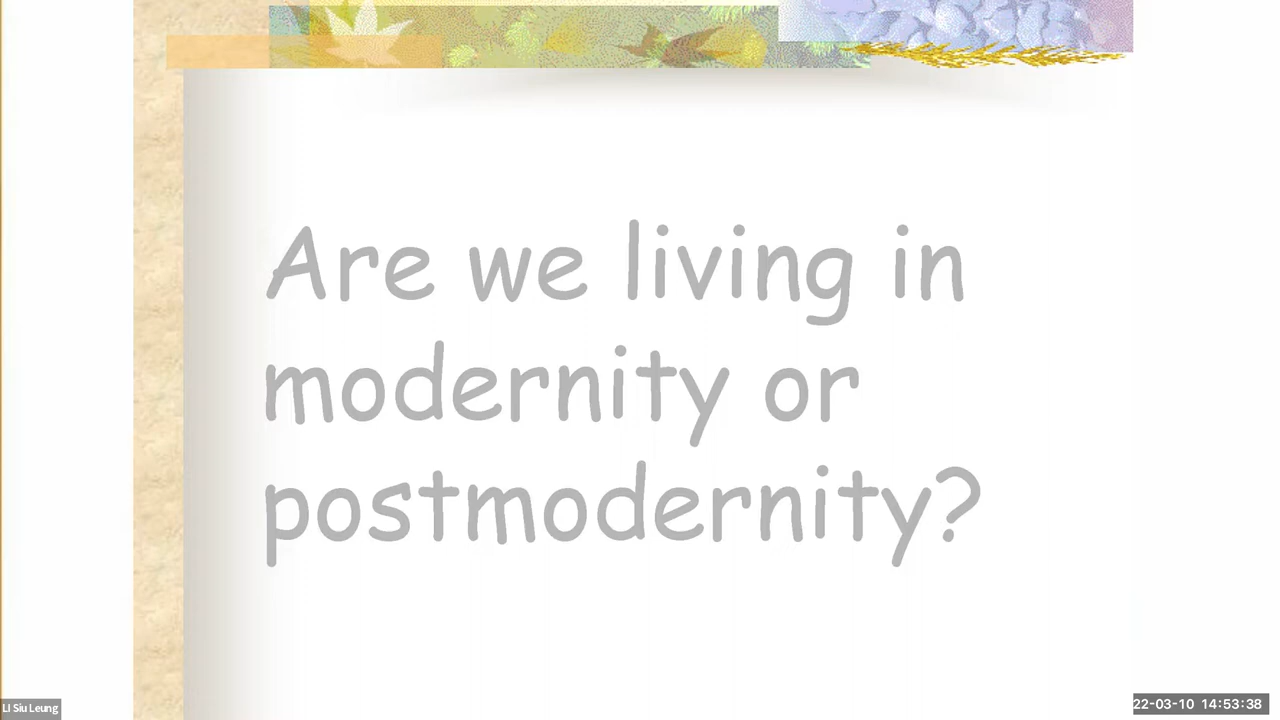 Are we living in
modernity or
postmodernity?
LI Siu Leung
22-03-10 14:53:38